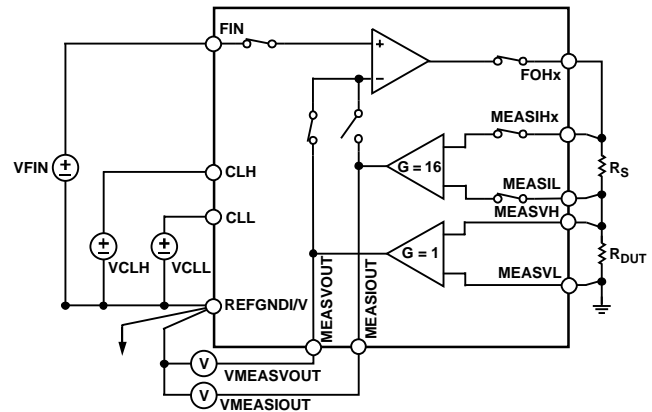 FIN
+
–
FOHx
MEASIHx
G = 16
RS
MEASIL
MEASVH
VFIN
+
–
CLH
CLL
+
–
VCLH
+
–
VCLL
G = 1
RDUT
MEASVL
REFGNDI/V
MEASVOUT
MEASIOUT
V
VMEASVOUT
V
VMEASIOUT